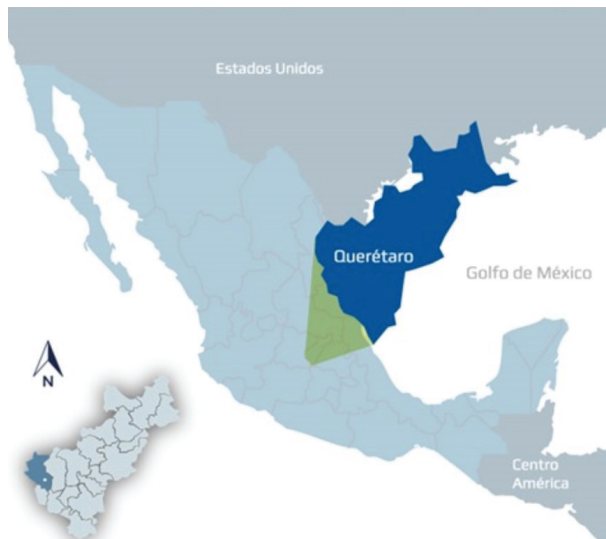 Estados Unidos
Querétaro
Golfo de México
N
Centro
América